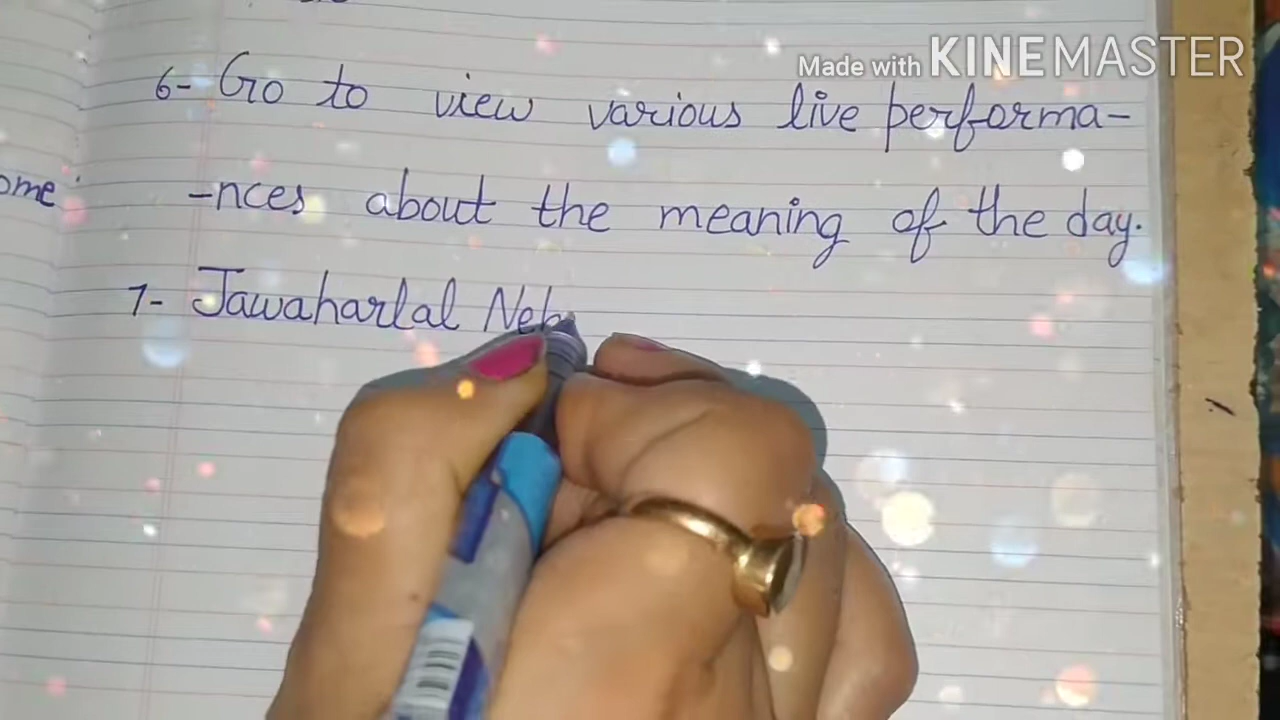 Made with KINEMASTER
6- Go to view various live performa-
ome
-nces about the meaning of the day.
7- Jawaharlal Neh